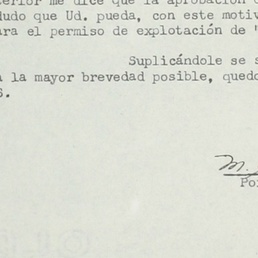 terior me dice que la aprobación
dudo que Ud. pueda, con este motiv
ara el permiso de explotación de "
Suplicándole se s
a la mayor brevedad posible, quedo
s.
M.
Po